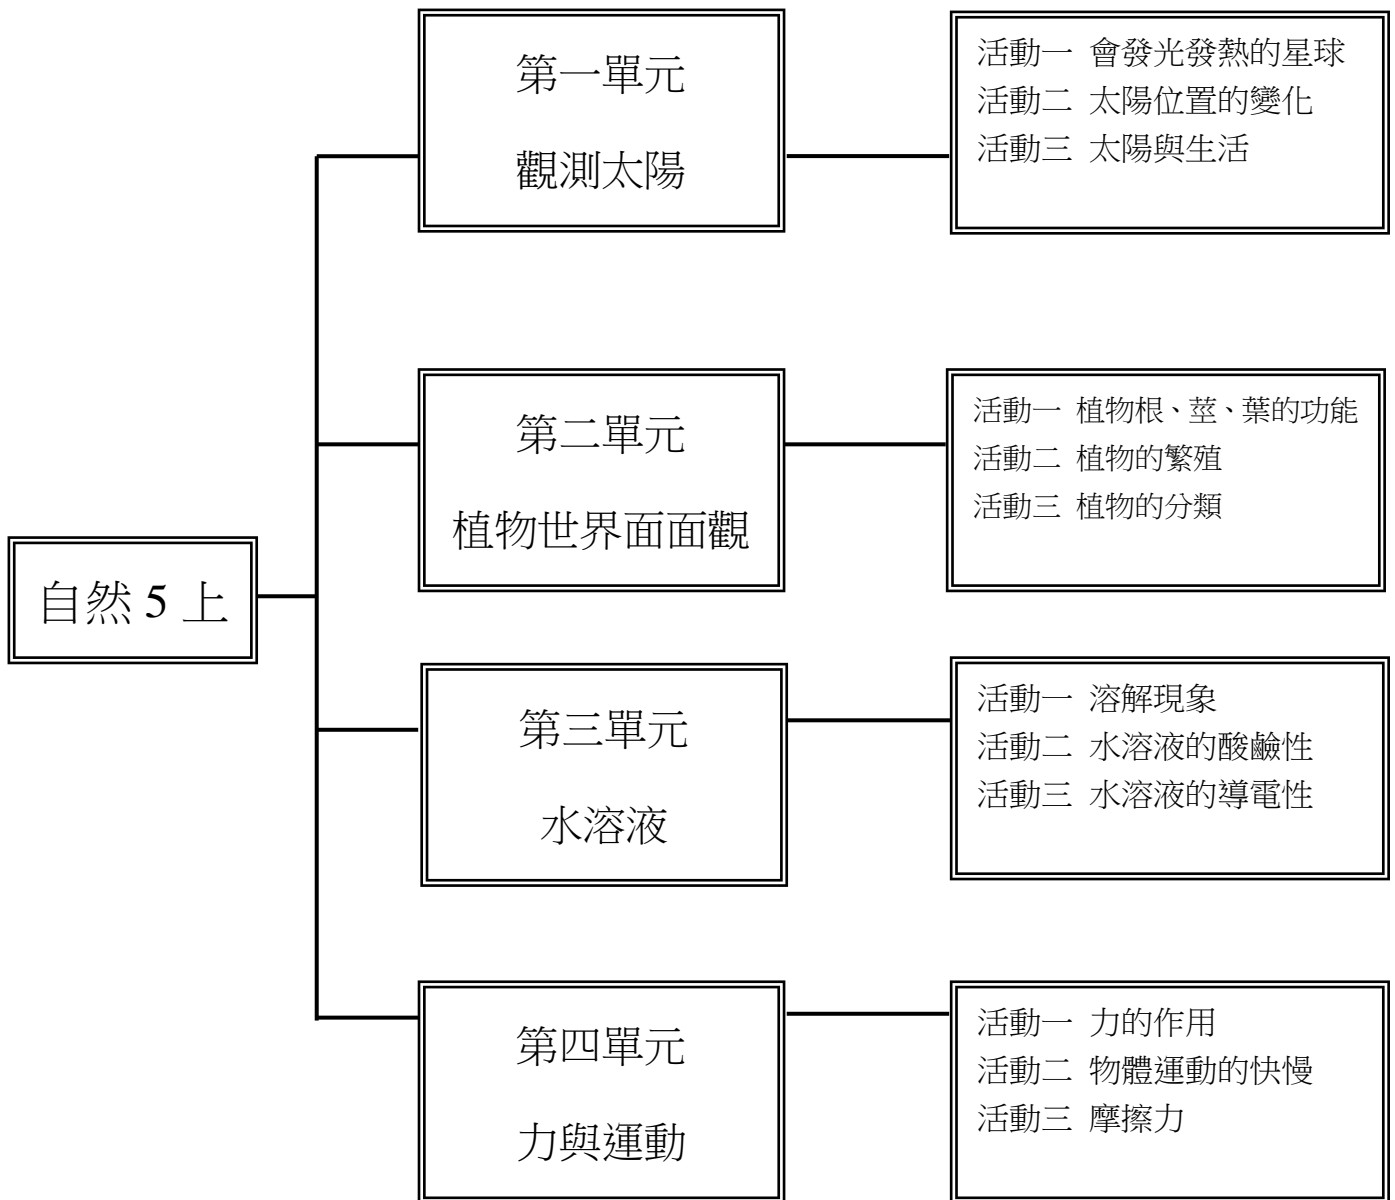 自然 5 上
第一單元
觀測太陽
活動一 會發光發熱的星球
活動二 太陽位置的變化
活動三 太陽與生活
第二單元
植物世界面面觀
活動一 植物根、莖、葉的功能
活動二 植物的繁殖
活動三 植物的分類
第三單元
水溶液
活動一 溶解現象
活動二 水溶液的酸鹼性
活動三 水溶液的導電性
第四單元
力與運動
活動一 力的作用
活動二 物體運動的快慢
活動三 摩擦力